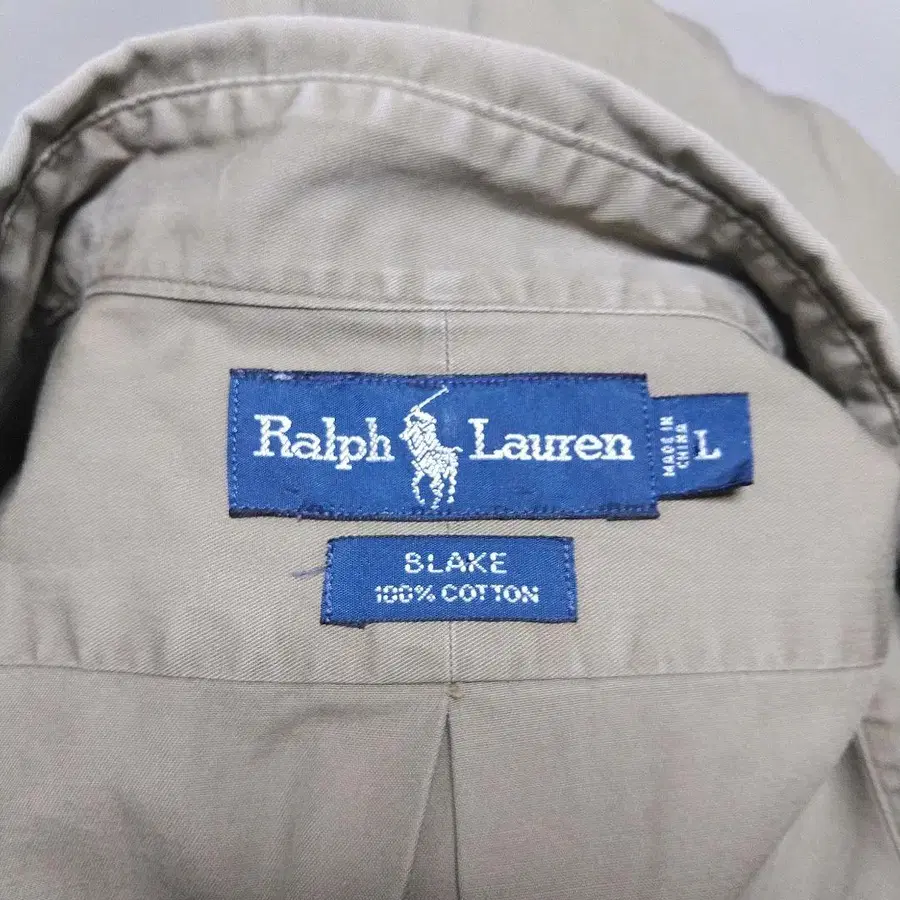 Ralph Lauren
MADE IN
CHINA
L
BLAKE
100% COTTON